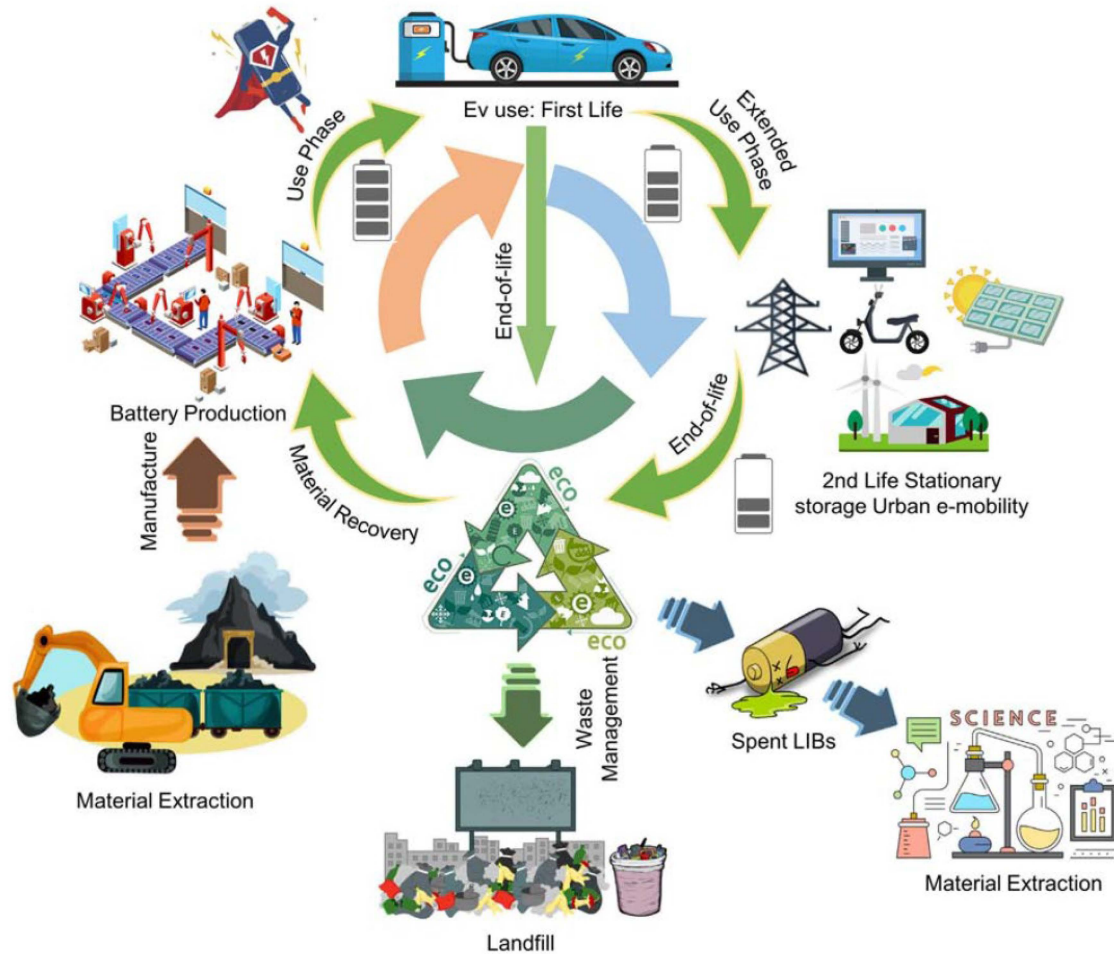 Ev use: First Life
Use Phase
Extended
Use Phase
End-of-life
Battery Production
End-of-life
2nd Life Stationary
storage Urban e-mobility
Manufacture
Material Recovery
eco
eco
eco
e
e
e
Waste
Management
Spent LIBs
SCIENCE
Material Extraction
Material Extraction
Landfill